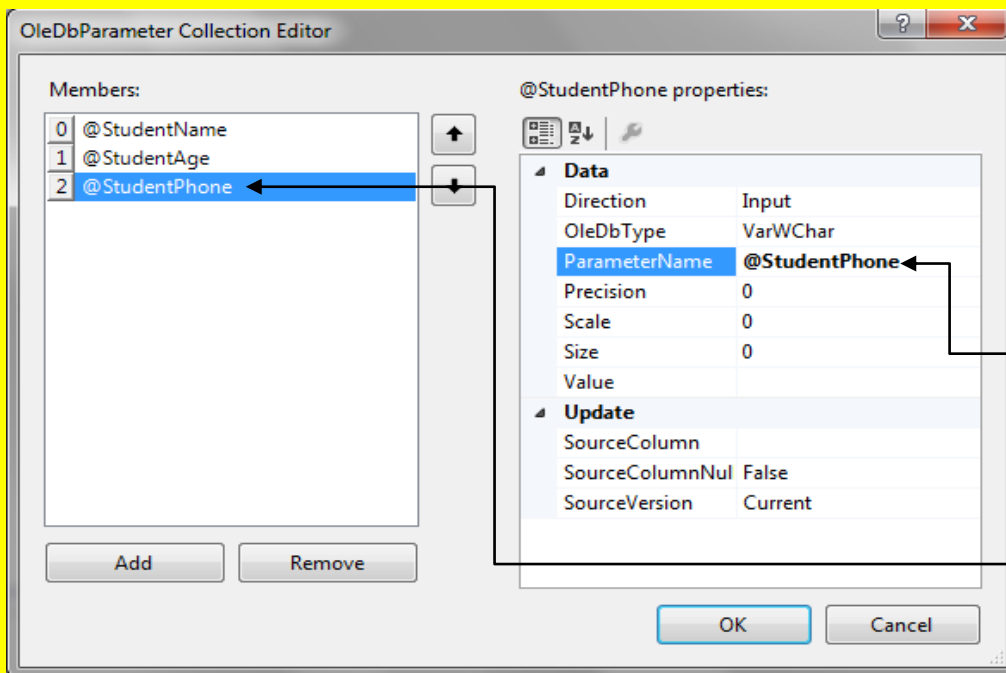 OleDbParameter Collection Editor
?
X
Members:
0 @StudentName
1 @StudentAge
2 @StudentPhone
Add
Remove
@StudentPhone properties:
A
Z
Data
Direction Input
OleDbType VarWChar
ParameterName @StudentPhone
Precision 0
Scale 0
Size 0
Value
Update
SourceColumn
SourceColumnNul False
SourceVersion Current
OK
Cancel